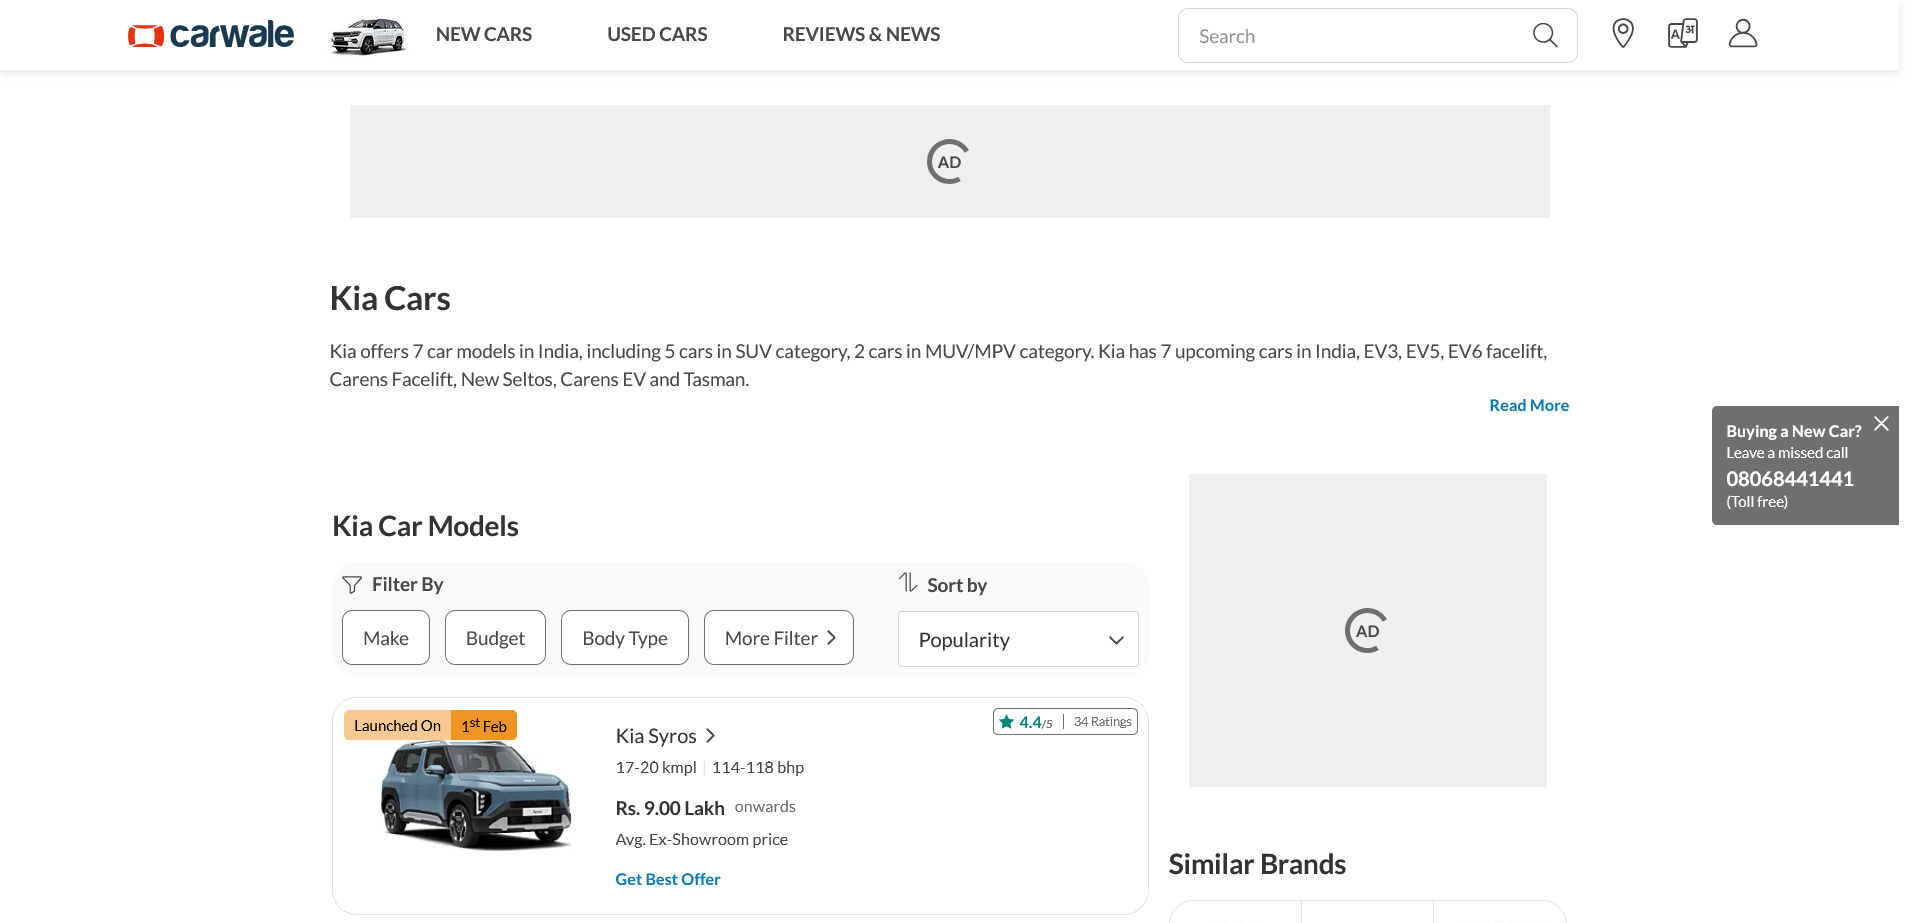 carwale
NEW CARS
USED CARS
REVIEWS & NEWS
Search
A अ
AD
Kia Cars
Kia offers 7 car models in India, including 5 cars in SUV category, 2 cars in MUV/MPV category. Kia has 7 upcoming cars in India, EV3, EV5, EV6 facelift,
Carens Facelift, New Seltos, Carens EV and Tasman.
Read More
Buying a New Car?
Leave a missed call
08068441441
(Toll free)
Kia Car Models
Filter By
Sort by
Make
Budget
Body Type
More Filter
Popularity
AD
Launched On 1st Feb
4.4/5 34 Ratings
Kia Syros
17-20 kmpl 114-118 bhp
Rs. 9.00 Lakh onwards
Avg. Ex-Showroom price
Get Best Offer
Similar Brands